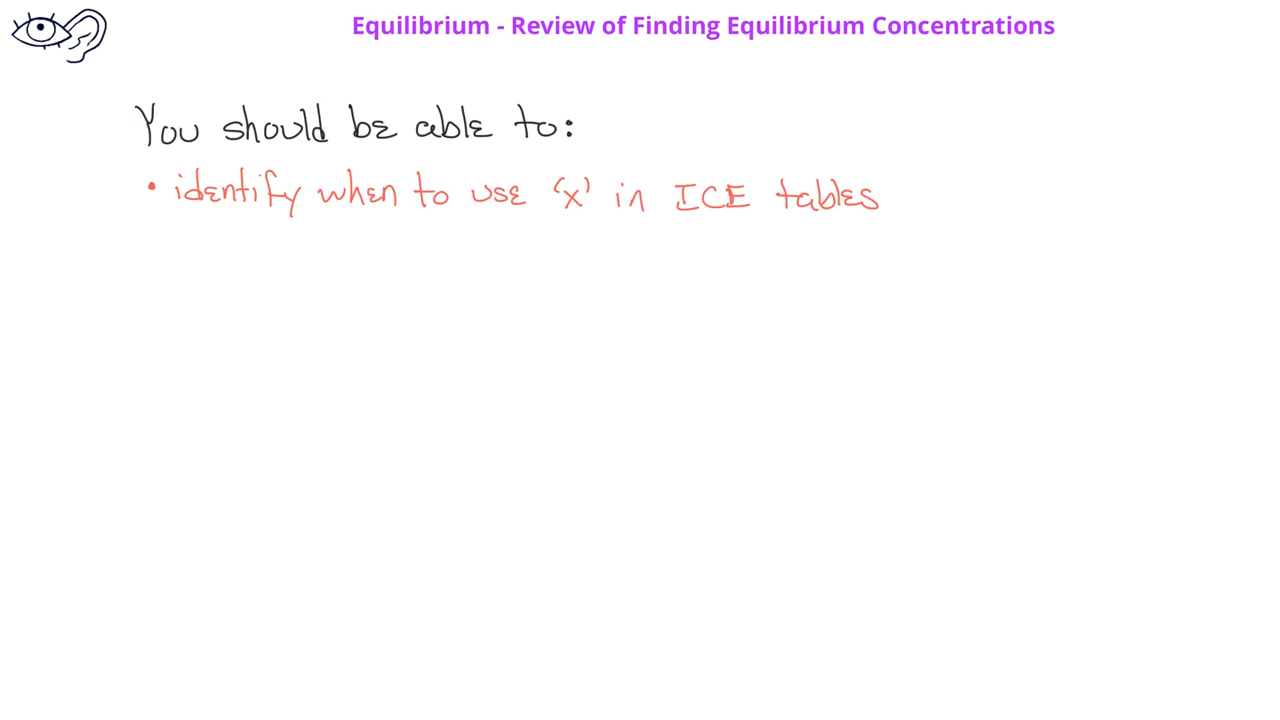 Equilibrium - Review of Finding Equilibrium Concentrations
You should be able to:
• identify when to use 'x' in ICE tables